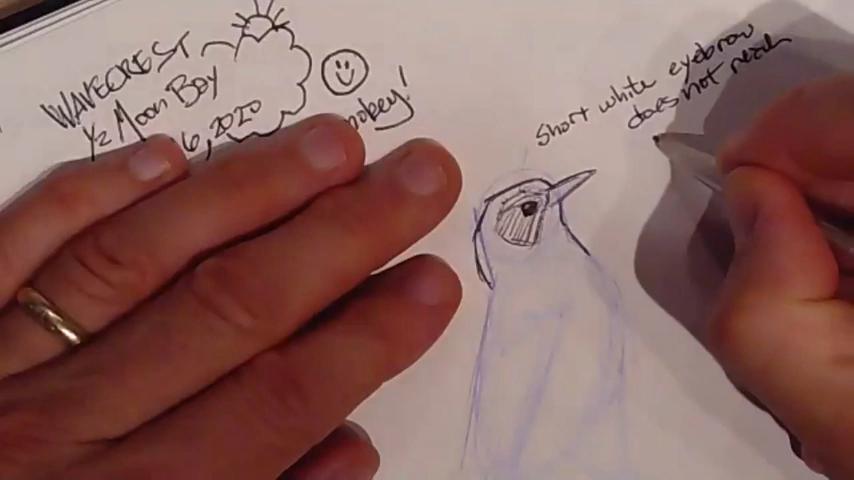 WAVECREST
1/2 Moon Bay
6, 2020
short white eyebrow
does not reach